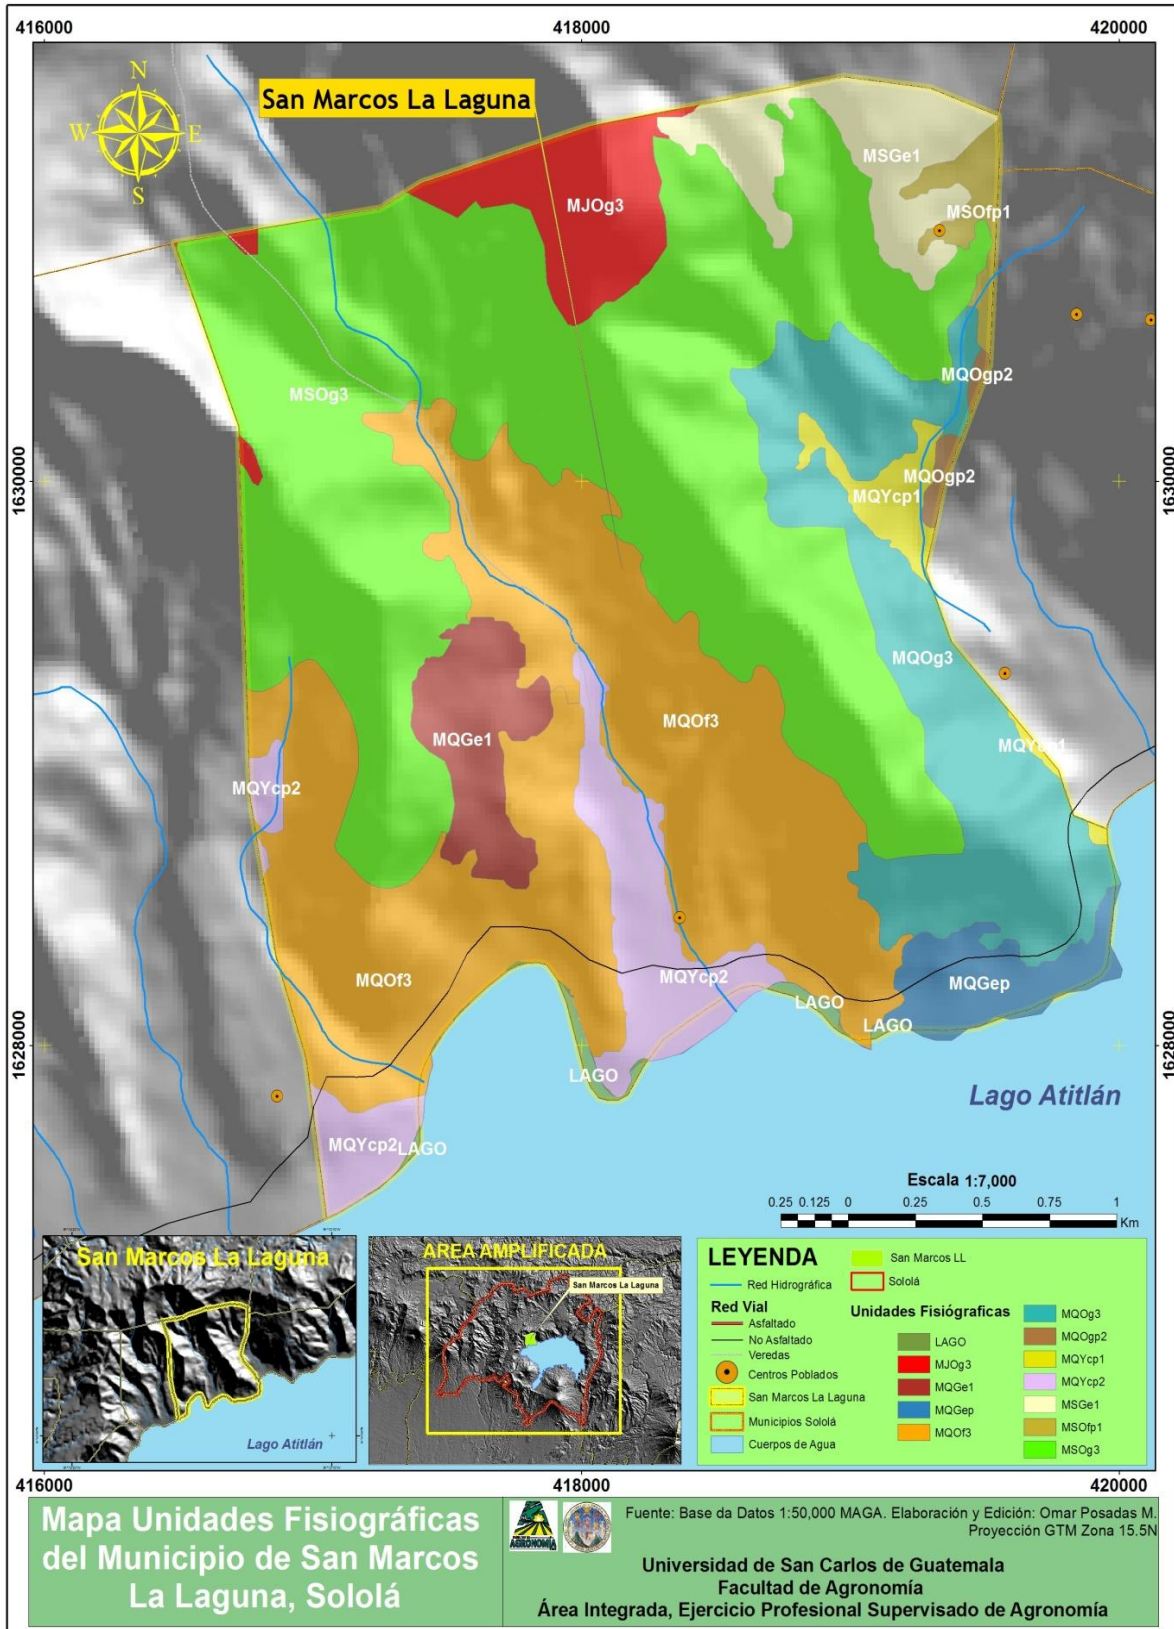 416000
418000
420000
N
W E
S
San Marcos La Laguna
MSGe1
MJOg3
MSOfp1
MQOgp2
MSOg3
1630000
1630000
MQOgp2
MQYcp1
MQOg3
MQOf3
MQGe1
MQYcp1
MQYcp2
MQOf3
MQYcp2
MQGep
LAGO
LAGO
1628000
1628000
LAGO
Lago Atitlán
MQYcp2
LAGO
Escala 1:7,000
0.25 0.125 0 0.25 0.5 0.75 1
Km
San Marcos La Laguna
Lago Atitlán
AREA AMPLIFICADA
San Marcos La Laguna
LEYENDA
Red Hidrográfica
Red Vial
Asfaltado
No Asfaltado
Veredas
Centros Poblados
San Marcos La Laguna
Municipios Sololá
Cuerpos de Agua
San Marcos LL
Sololá
Unidades Fisiógraficas
LAGO
MJOg3
MQGe1
MQGep
MQOf3
MQOg3
MQOgp2
MQYcp1
MQYcp2
MSGe1
MSOfp1
MSOg3
416000
418000
420000
Mapa Unidades Fisiográficas
del Municipio de San Marcos
La Laguna, Sololá
AGRONOMÍA
Fuente: Base da Datos 1:50,000 MAGA. Elaboración y Edición: Omar Posadas M.
Proyección GTM Zona 15.5N
Universidad de San Carlos de Guatemala
Facultad de Agronomía
Área Integrada, Ejercicio Profesional Supervisado de Agronomía